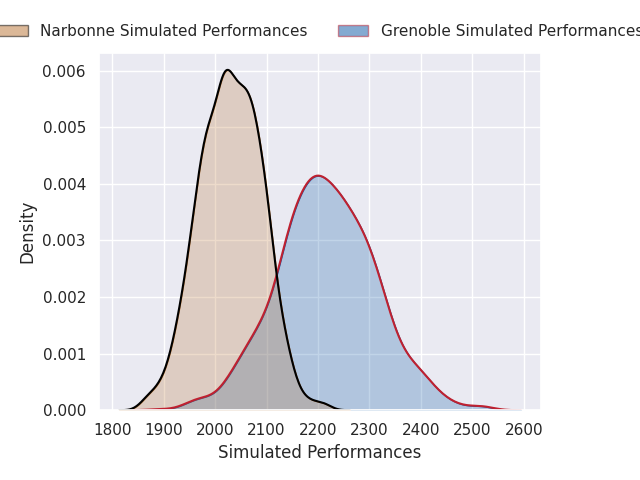 Narbonne Simulated Performances
Grenoble Simulated Performances
0.006
0.005
0.004
0.003
0.002
0.001
0.000
Density
1800 1900 2000 2100 2200 2300 2400 2500 2600
Simulated Performances